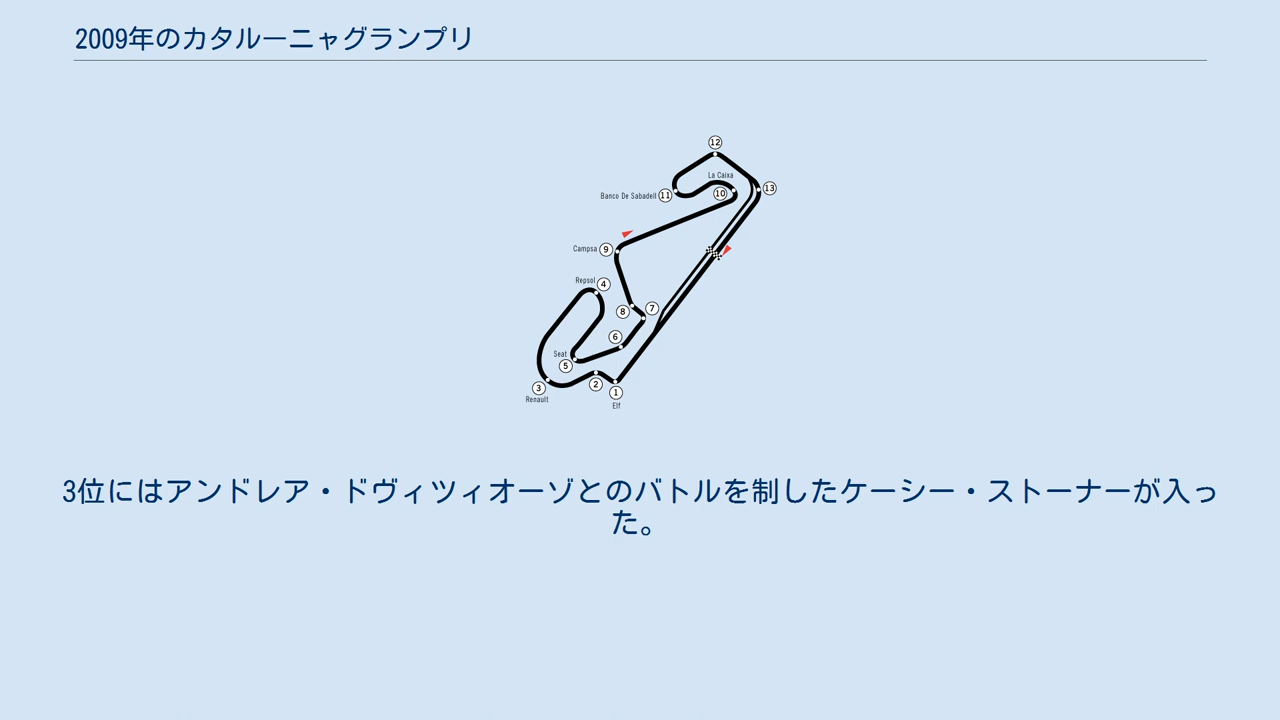 2009年のカタルーニャグランプリ
12
La Caixa
13
10
Banco De Sabadell 11
Campsa 9
Repsol 4
7
8
6
Seat
5
3
2
1
Renault
Elf
3位にはアンドレア・ドヴィツィオーゾとのバトルを制したケーシー・ストーナーが入っ
た。